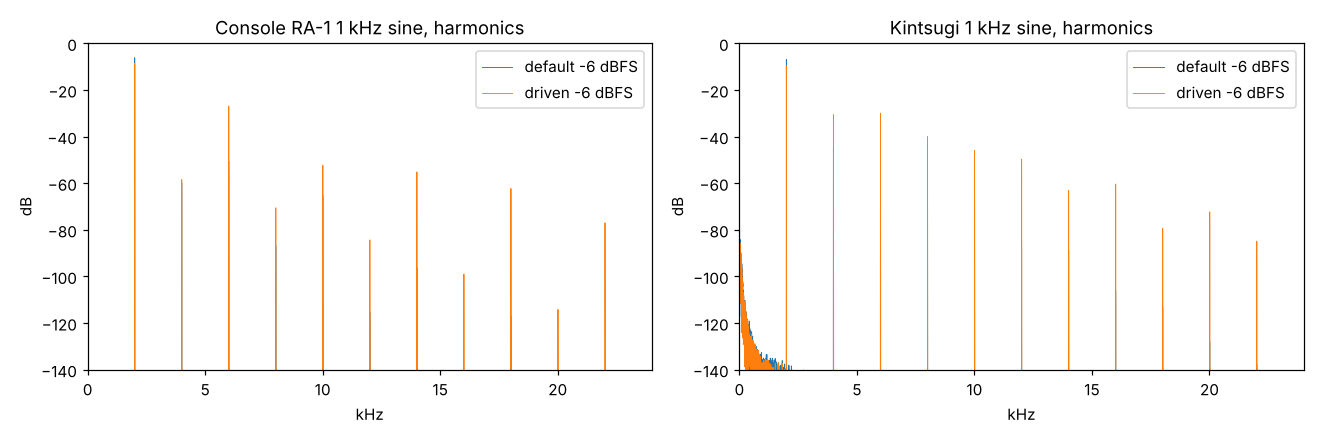 Console RA-1 1 kHz sine, harmonics
default -6 dBFS
driven -6 dBFS
dB
0
−20
−40
−60
−80
−100
−120
−140
0
5
10
15
20
kHz
Kintsugi 1 kHz sine, harmonics
default -6 dBFS
driven -6 dBFS
dB
0
−20
−40
−60
−80
−100
−120
−140
0
5
10
15
20
kHz